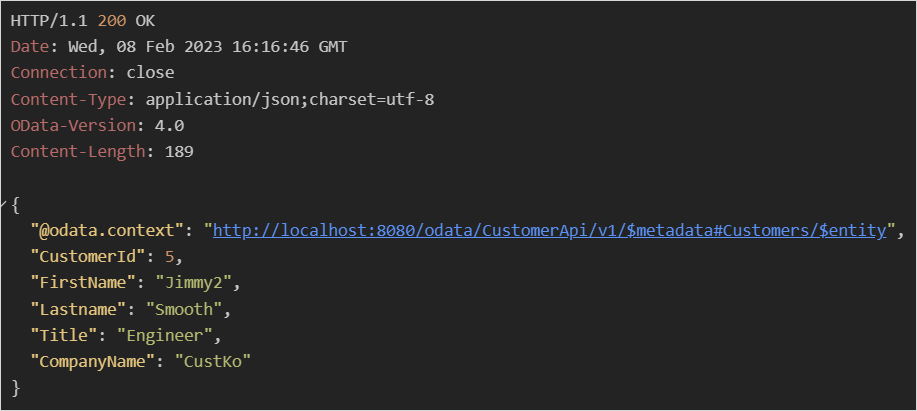 HTTP/1.1 200 OK
Date: Wed, 08 Feb 2023 16:16:46 GMT
Connection: close
Content-Type: application/json;charset=utf-8
OData-Version: 4.0
Content-Length: 189
{
"@odata.context": "http://localhost:8080/odata/CustomerApi/v1/$metadata#Customers/$entity",
"CustomerId": 5,
"FirstName": "Jimmy2",
"Lastname": "Smooth",
"Title": "Engineer",
"CompanyName": "CustKo"
}